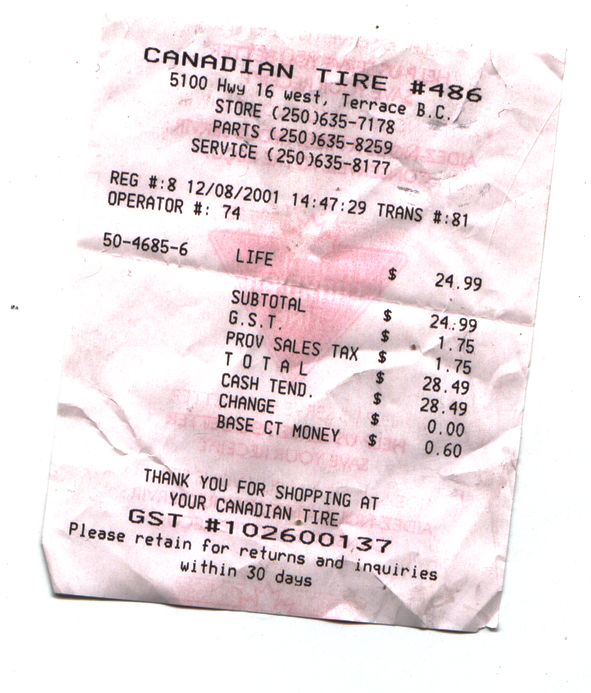 CANADIAN TIRE #486
5100 Hwy 16 west, Terrace B.C.
STORE (250)635-7178
PARTS (250)635-8259
SERVICE (250)635-8177
REG #:8 12/08/2001 14:47:29 TRANS #:81
OPERATOR #: 74
50-4685-6 LIFE $ 24.99
SUBTOTAL $ 24.99
G.S.T. $ 1.75
PROV SALES TAX $ 1.75
T O T A L $ 28.49
CASH TEND. $ 28.49
CHANGE $ 0.00
BASE CT MONEY $ 0.60
THANK YOU FOR SHOPPING AT
YOUR CANADIAN TIRE
GST #102600137
Please retain for returns and inquiries
within 30 days